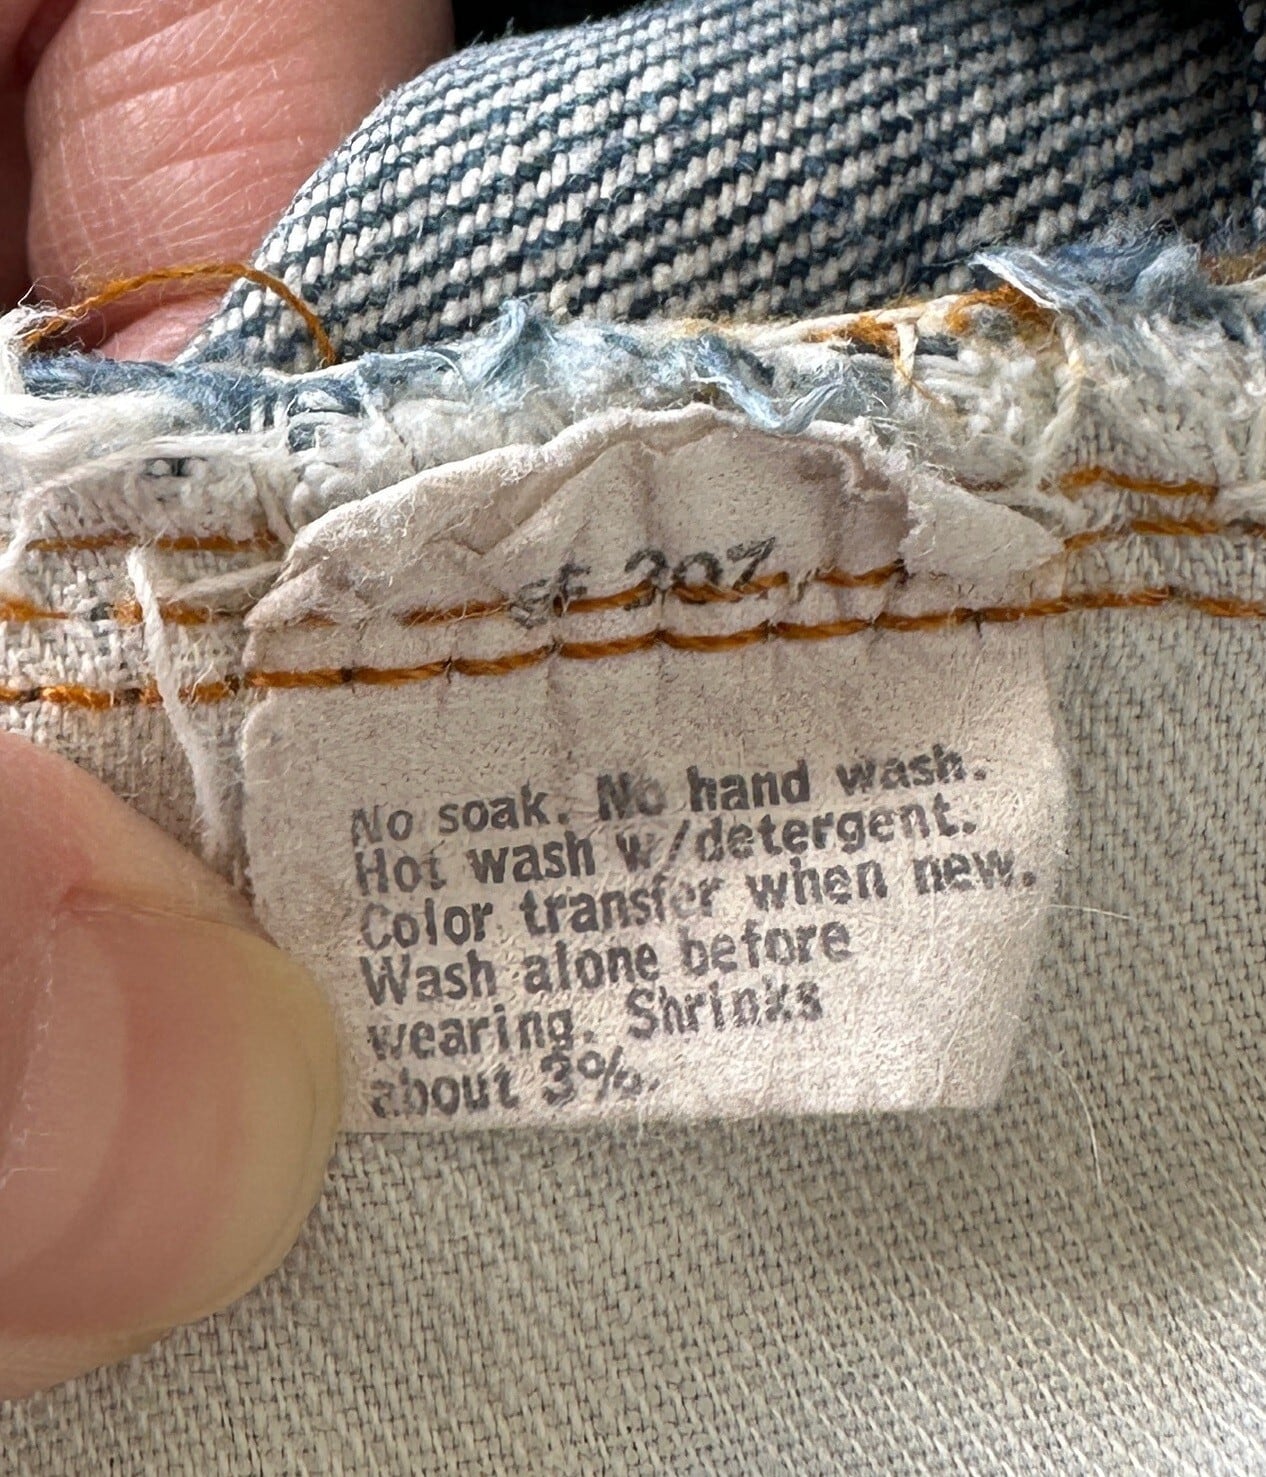 No soak. No hand wash.
Hot wash w/detergent.
Color transfer when new.
Wash alone before
wearing. Shrinks
about 3%.